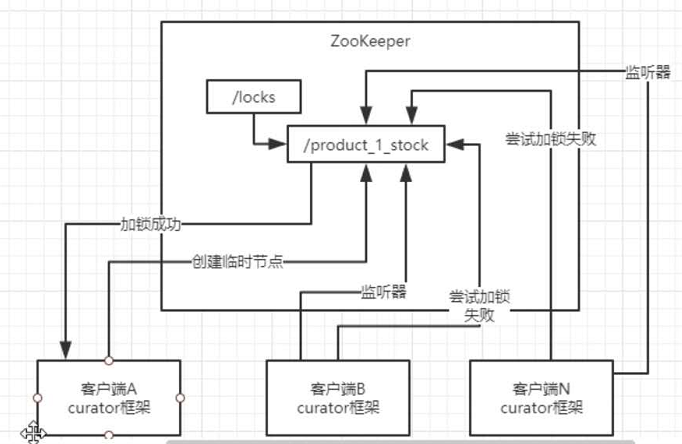 ZooKeeper
监听器
/locks
/product_1_stock
尝试加锁失败
加锁成功
创建临时节点
监听器
尝试加锁
失败
客户端A
curator框架
客户端B
curator框架
客户端N
curator框架